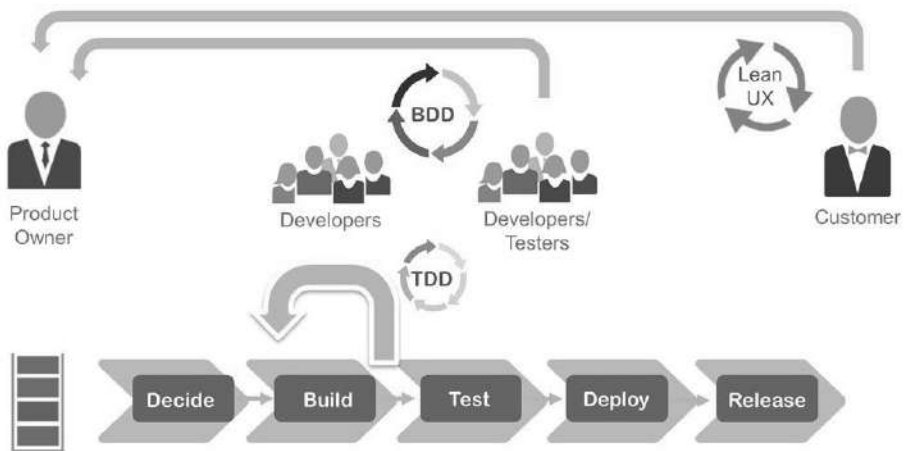 BDD
Lean
UX
Product
Owner
Developers
Developers/
Testers
Customer
TDD
Decide
Build
Test
Deploy
Release